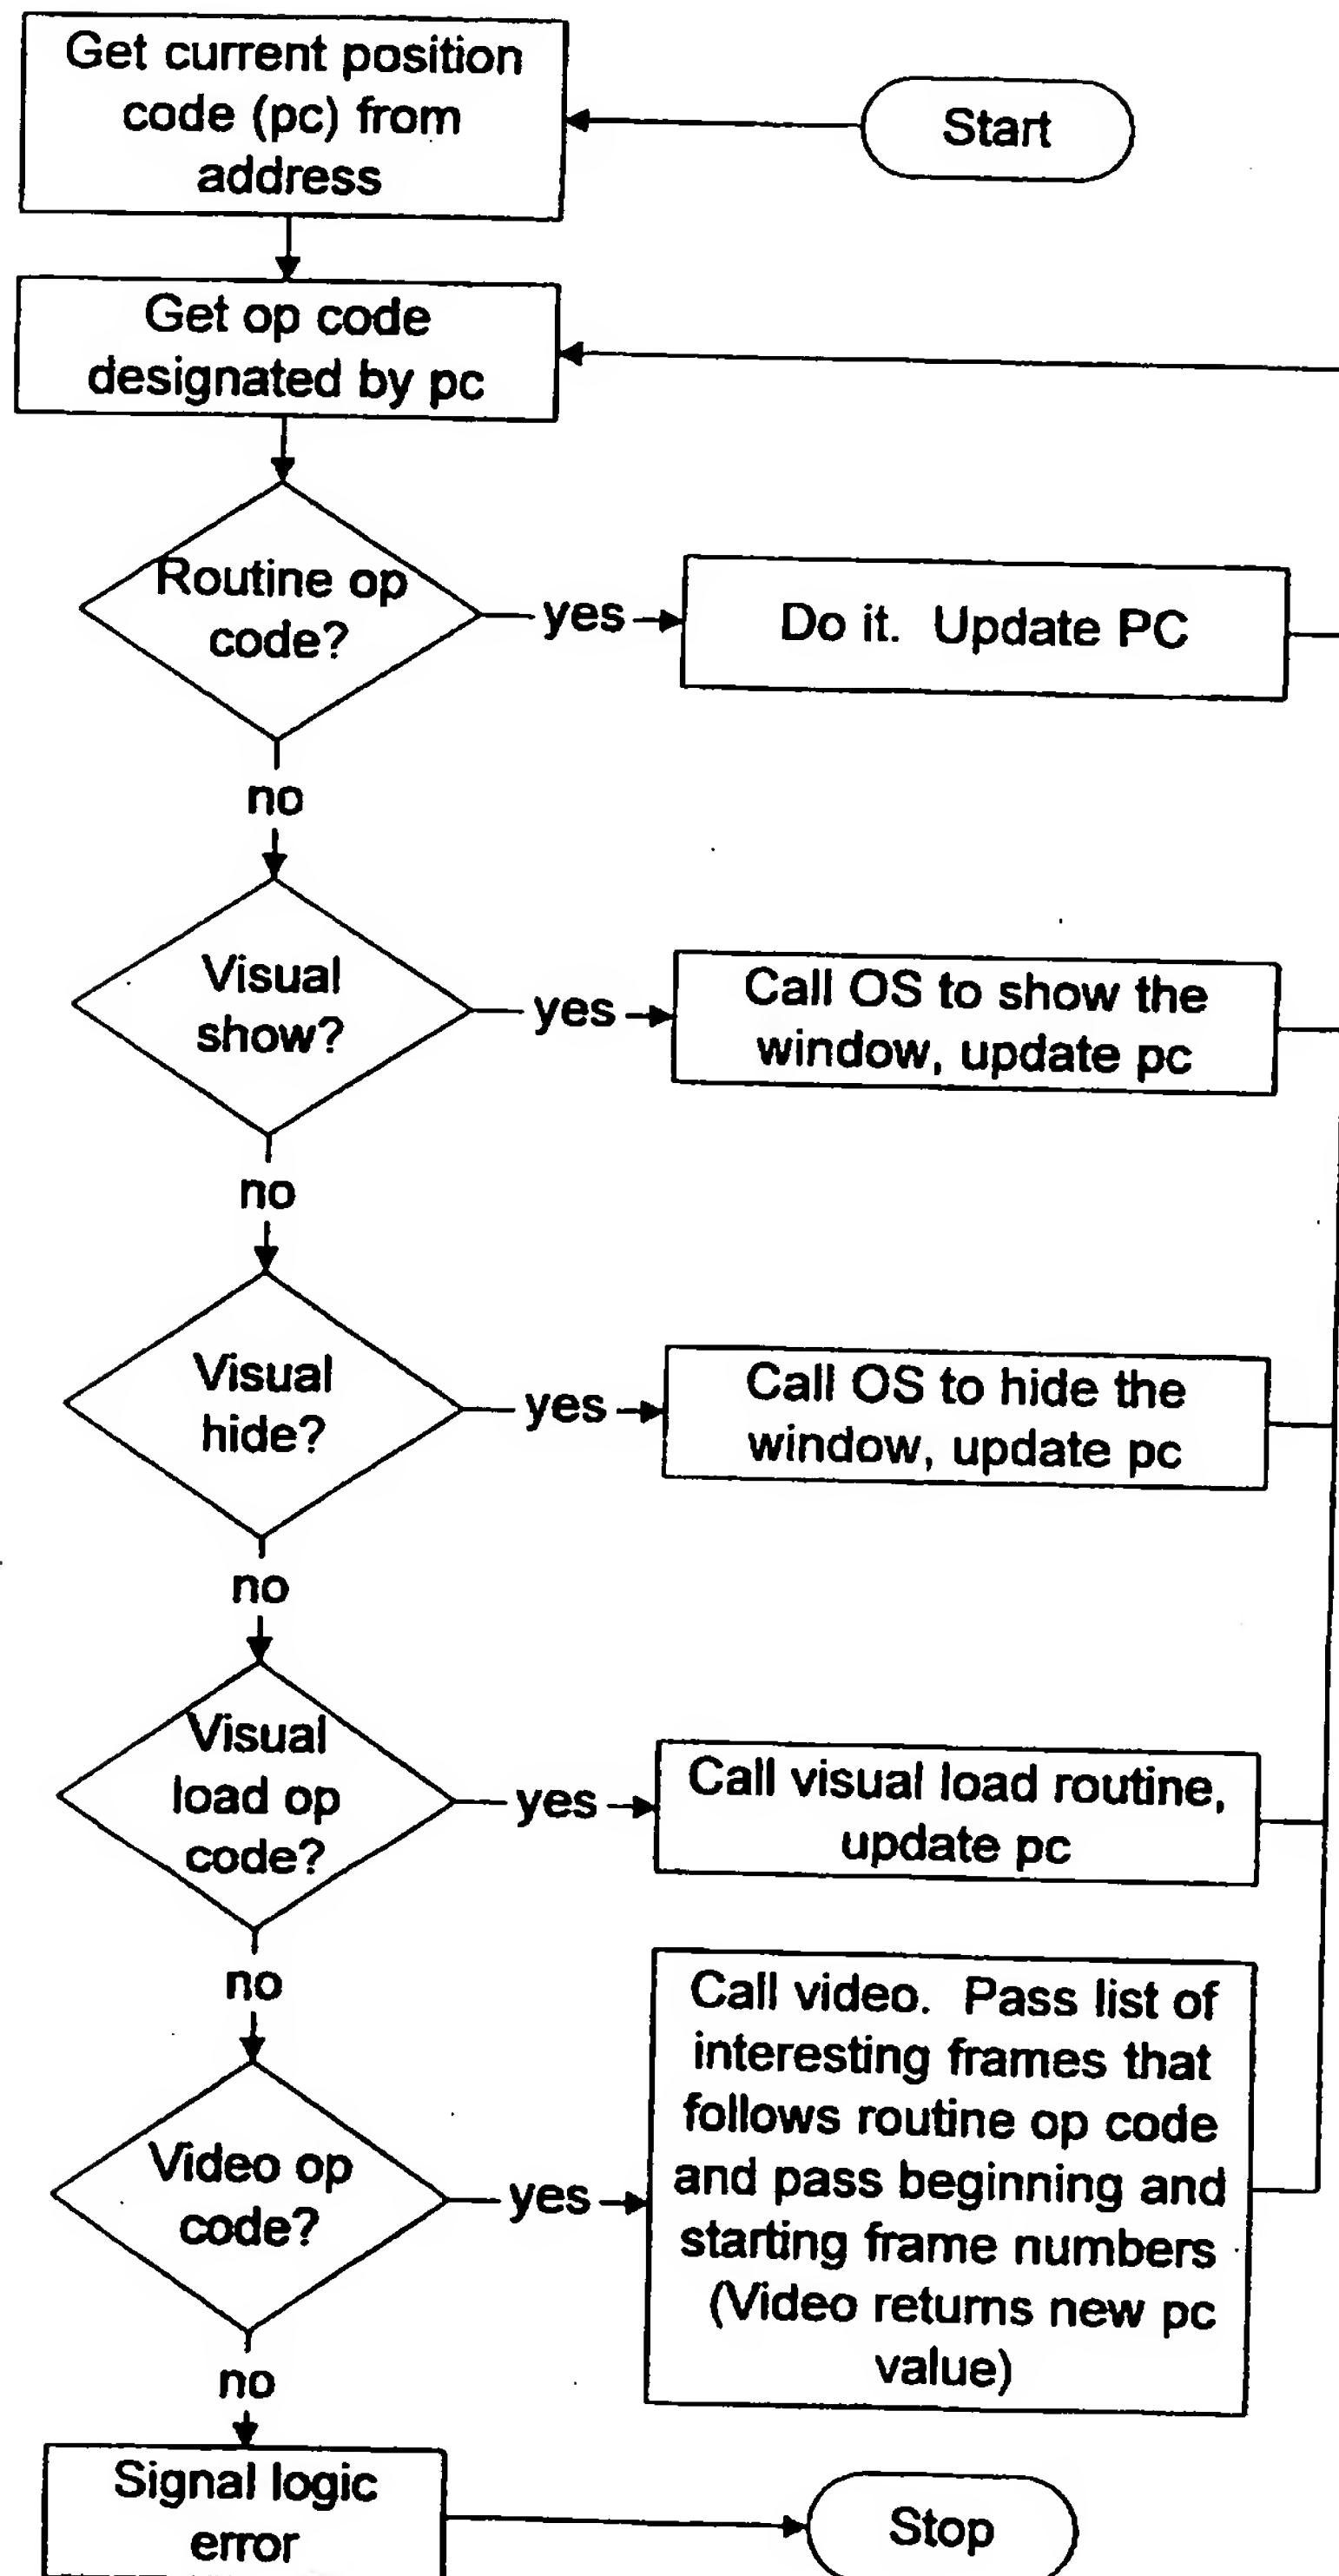 Get current position
code (pc) from
address
Start
Get op code
designated by pc
Routine op
code?
yes
Do it.  Update PC
no
Visual
show?
yes
Call OS to show the
window, update pc
no
Visual
hide?
yes
Call OS to hide the
window, update pc
no
Visual
load op
code?
yes
Call visual load routine,
update pc
no
Video op
code?
yes
Call video.  Pass list of
interesting frames that
follows routine op code
and pass beginning and
starting frame numbers
(Video returns new pc
value)
no
Signal logic
error
Stop